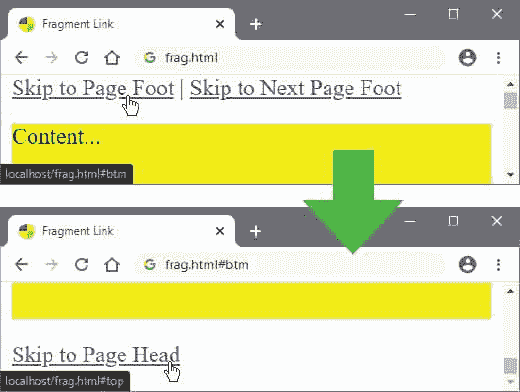 Fragment Link
frag.html
Skip to Page Foot | Skip to Next Page Foot
Content...
localhost/frag.html#btm
Fragment Link
frag.html#btm
Skip to Page Head
localhost/frag.html#top